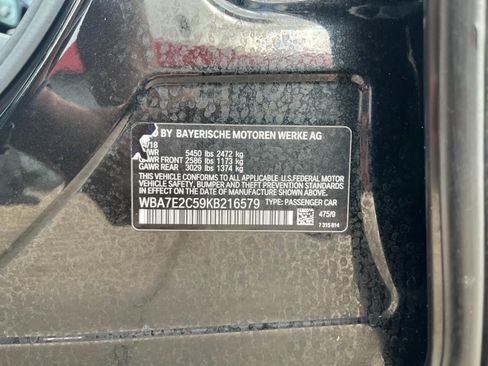 BY BAYERISCHE MOTOREN WERKE AG
/18
5450 lbs 2472 kg
GAWR FRONT 2586 lbs 1173 kg
GAWR REAR 3029 lbs 1374 kg
THIS VEHICLE CONFORMS TO ALL APPLICABLE U.S. FEDERAL MOTOR
VEHICLE SAFETY, BUMPER, AND THEFT PREVENTION
STANDARDS IN EFFECT ON THE
DATE OF MANUFACTURE SHOWN ABOVE.
WBA7E2C59KB216579 TYPE: PASSENGER CAR
475/9
7 315 814